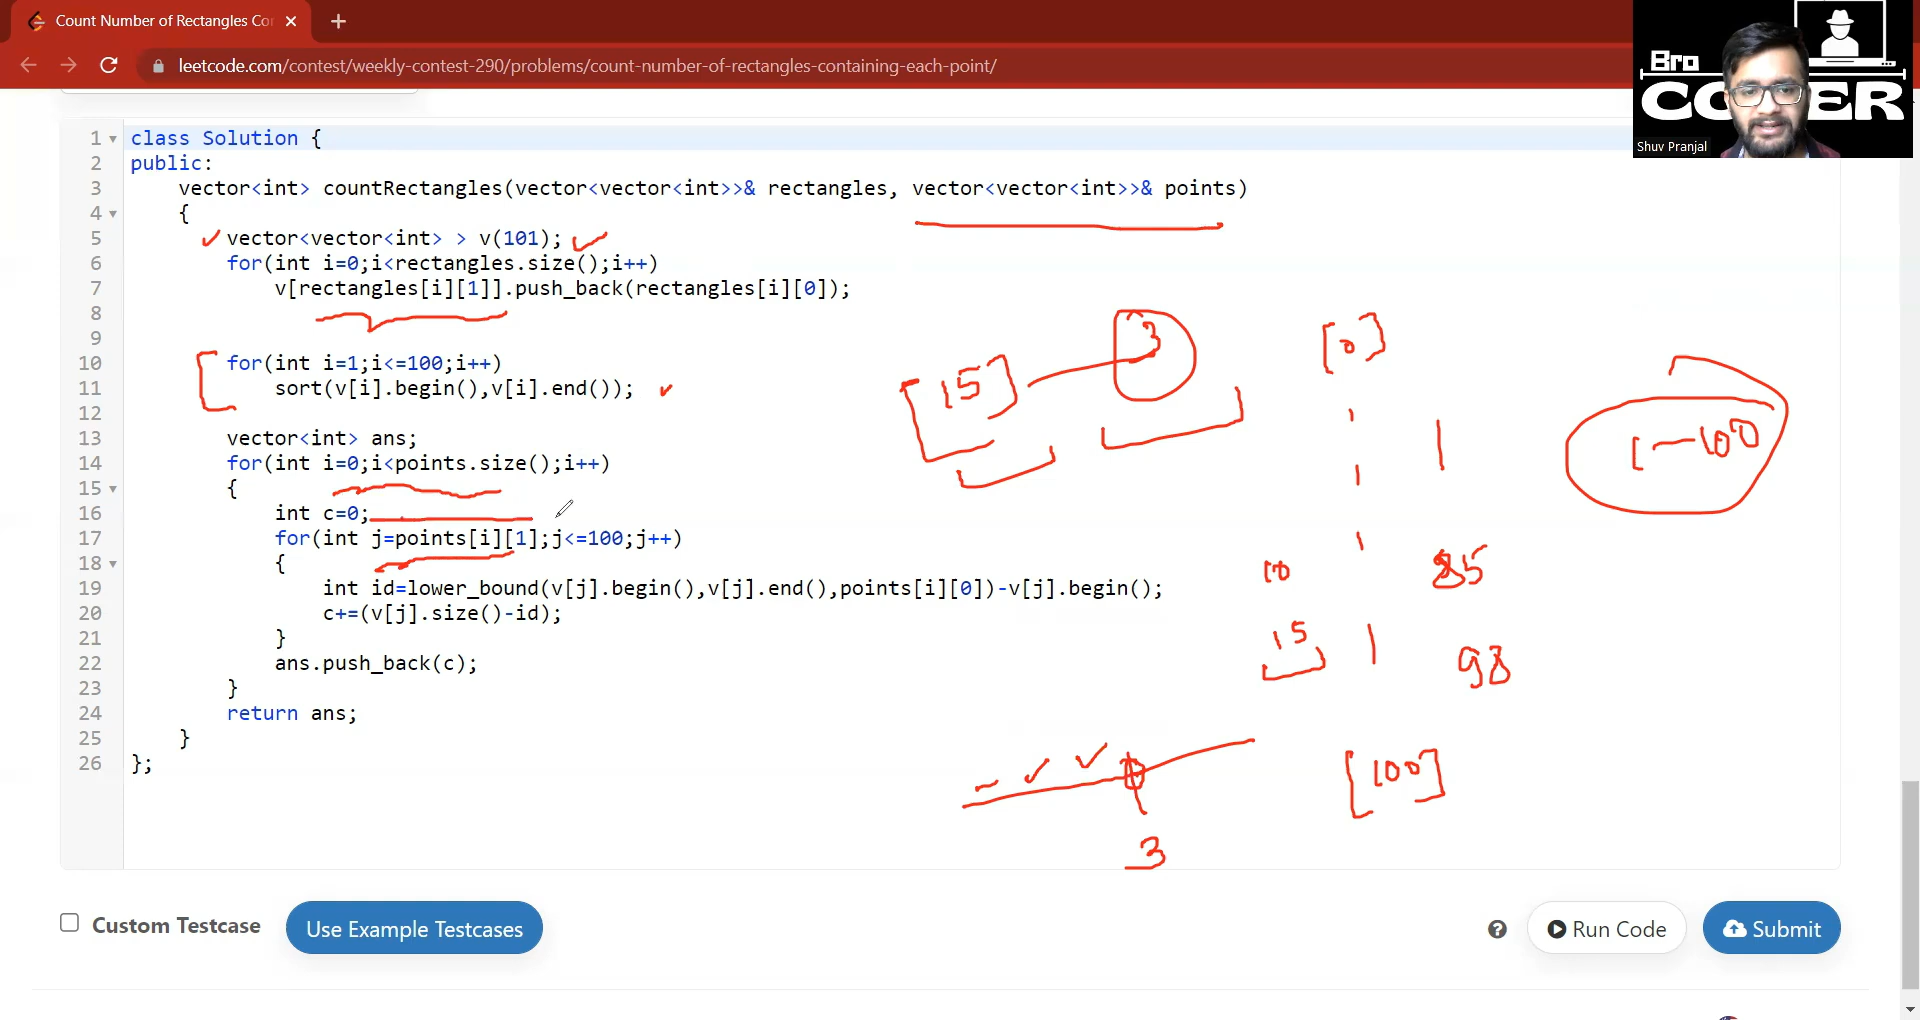 Count Number of Rectangles Co
leetcode.com/contest/weekly-contest-290/problems/count-number-of-rectangles-containing-each-point/
Bro
CODER
Shuv Pranjal
1 class Solution {
2 public:
3 vector<int> countRectangles(vector<vector<int>>& rectangles, vector<vector<int>>& points)
4 {
5 vector<vector<int> > v(101);
6 for(int i=0;i<rectangles.size();i++)
7 v[rectangles[i][1]].push_back(rectangles[i][0]);
8
9
10 for(int i=1;i<=100;i++)
11 sort(v[i].begin(),v[i].end());
12
13 vector<int> ans;
14 for(int i=0;i<points.size();i++)
15 {
16 int c=0;
17 for(int j=points[i][1];j<=100;j++)
18 {
19 int id=lower_bound(v[j].begin(),v[j].end(),points[i][0])-v[j].begin();
20 c+=(v[j].size()-id);
21 }
22 ans.push_back(c);
23 }
24 return ans;
25 }
26 };
3
[0]
[15]
1-100
10
85
15
98
[100]
3
Custom Testcase
Use Example Testcases
?
Run Code
Submit